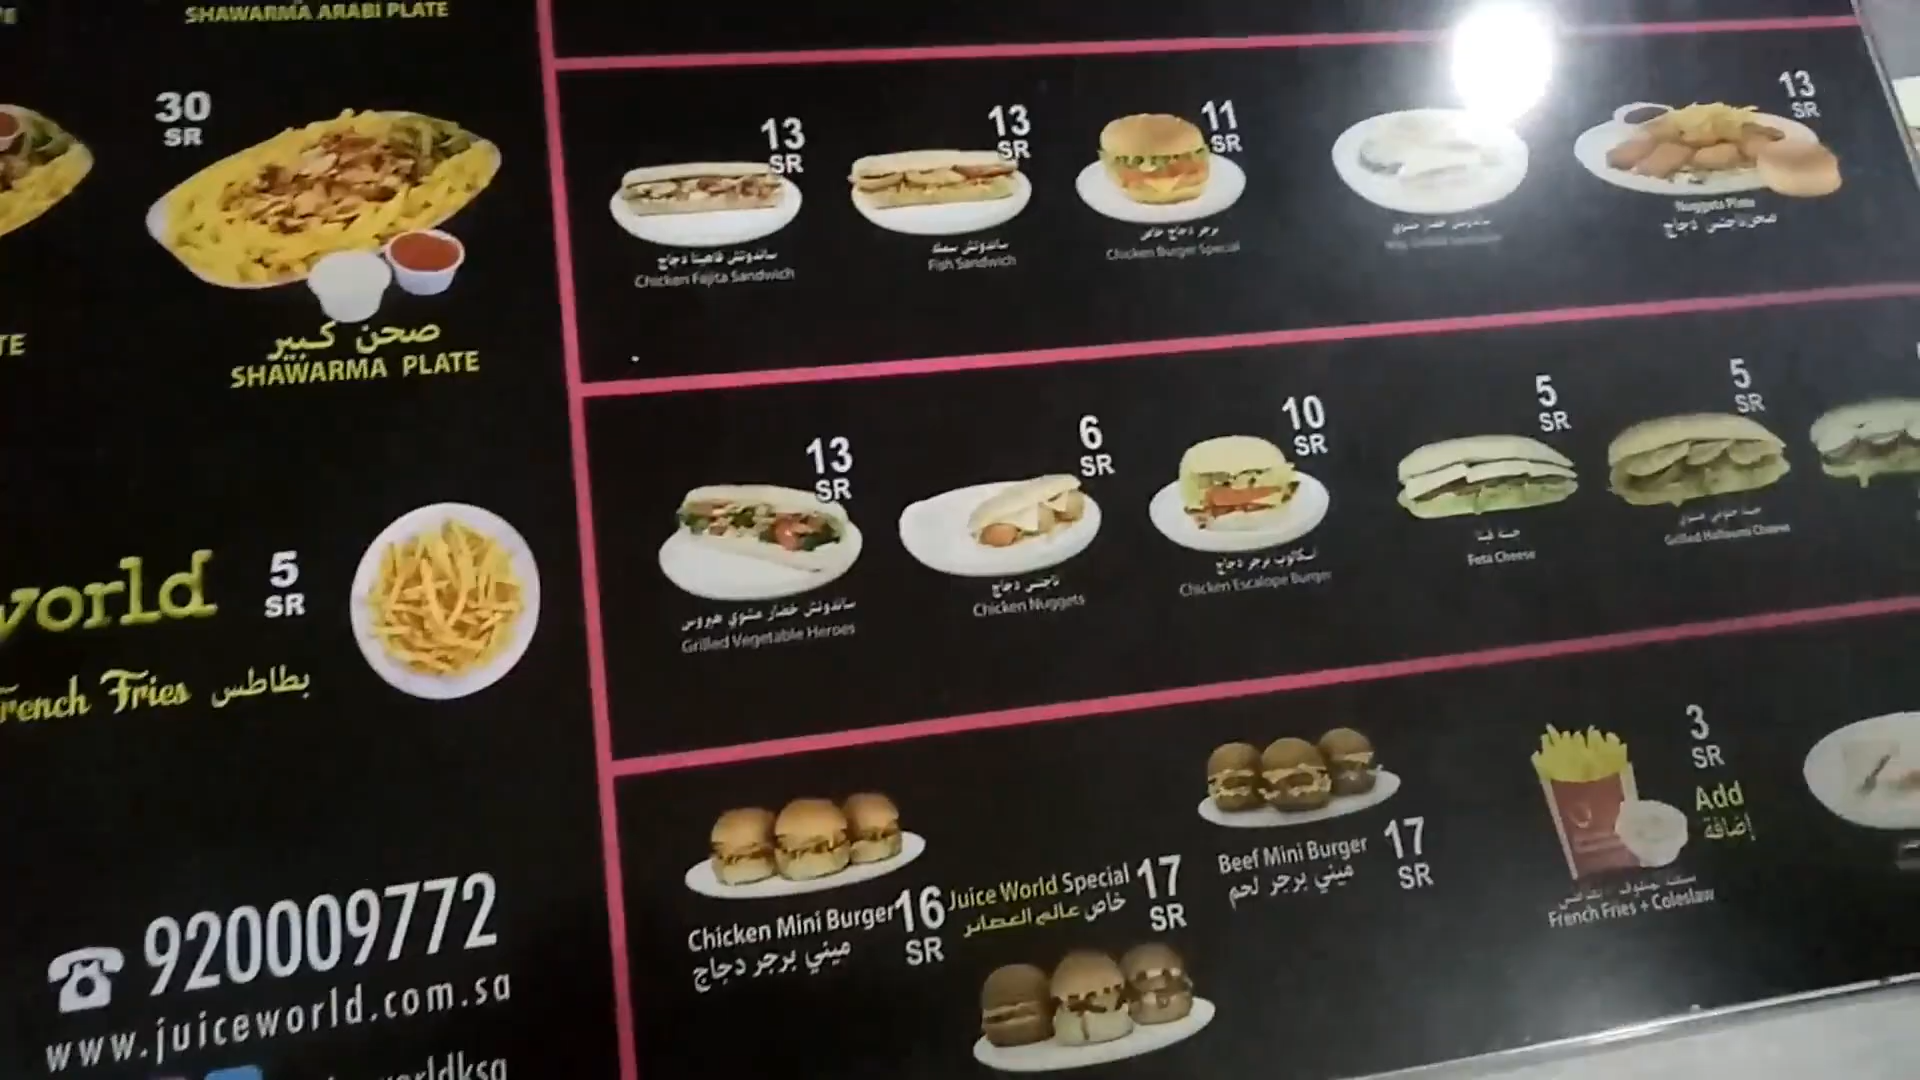 SHAWARMA ARABI PLATE
30
SR
صحن كبير
SHAWARMA PLATE
world
5
SR
French Fries بطاطس
920009772
www.juiceworld.com.sa
13
SR
ساندوتش فاهيتا دجاج
Chicken Fajita Sandwich
13
SR
ساندوتش سمك
Fish Sandwich
11
SR
برجر دجاج خاص
Chicken Burger Special
13
SR
Nuggets Plate
صحن ناجتس دجاج
13
SR
ساندوتش خضار مشوي هيروس
Grilled Vegetable Heroes
6
SR
ناجتس دجاج
Chicken Nuggets
10
SR
اسكالوب برجر دجاج
Chicken Escalope Burger
5
SR
جبنة فيتا
Feta Cheese
5
SR
Grilled Halloumi Cheese
Chicken Mini Burger
ميني برجر دجاج
16
SR
Juice World Special
خاص عالم العصائر
17
SR
Beef Mini Burger
ميني برجر لحم
17
SR
3
SR
Add
إضافة
French Fries + Coleslaw